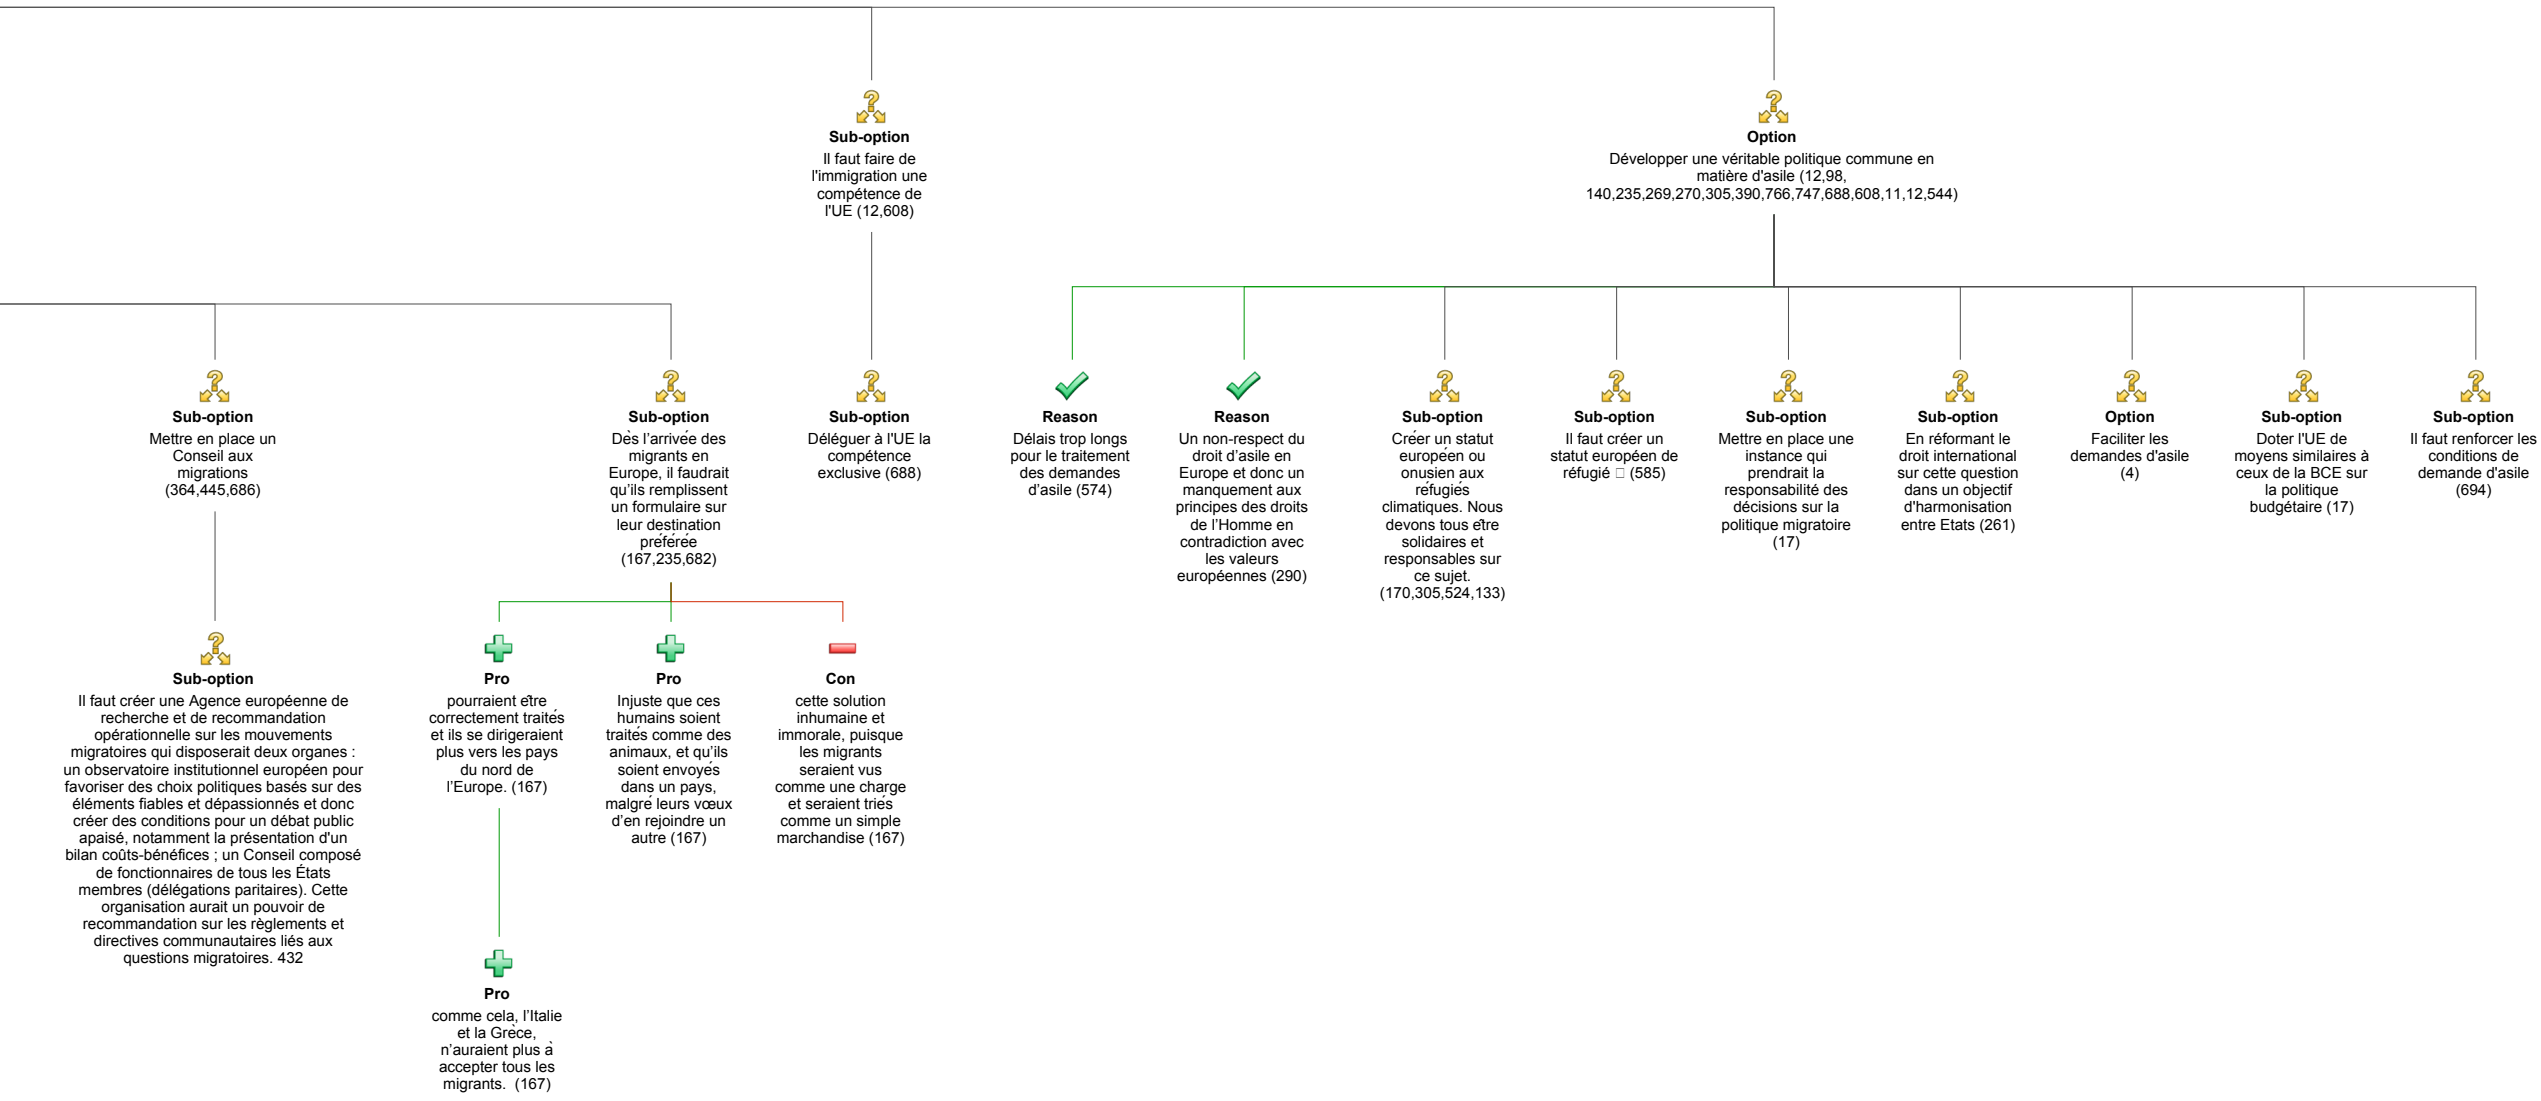 Sub-option
Il faut faire de
l'immigration une
compétence de
l'UE (12,608)
Option
Développer une véritable politique commune en
matière d'asile (12,98,
140,235,269,270,305,390,766,747,688,608,11,12,544)
Sub-option
Mettre en place un
Conseil aux
migrations
(364,445,686)
Sub-option
Dès l’arrivée des
migrants en
Europe, il faudrait
qu’ils remplissent
un formulaire sur
leur destination
préférée
(167,235,682)
Sub-option
Déléguer à l'UE la
compétence
exclusive (688)
Reason
Délais trop longs
pour le traitement
des demandes
d’asile (574)
Reason
Un non-respect du
droit d’asile en
Europe et donc un
manquement aux
principes des droits
de l’Homme en
contradiction avec
les valeurs
européennes (290)
Sub-option
Créer un statut
européen ou
onusien aux
réfugiés
climatiques. Nous
devons tous être
solidaires et
responsables sur
ce sujet.
(170,305,524,133)
Sub-option
Il faut créer un
statut européen de
réfugié □ (585)
Sub-option
Mettre en place une
instance qui
prendrait la
responsabilité des
décisions sur la
politique migratoire
(17)
Sub-option
En réformant le
droit international
sur cette question
dans un objectif
d'harmonisation
entre Etats (261)
Option
Faciliter les
demandes d'asile
(4)
Sub-option
Doter l'UE de
moyens similaires à
ceux de la BCE sur
la politique
budgétaire (17)
Sub-option
Il faut renforcer les
conditions de
demande d'asile
(694)
Sub-option
Il faut créer une Agence européenne de
recherche et de recommandation
opérationnelle sur les mouvements
migratoires qui disposerait deux organes :
un observatoire institutionnel européen pour
favoriser des choix politiques basés sur des
éléments fiables et dépassionnés et donc
créer des conditions pour un débat public
apaisé, notamment la présentation d'un
bilan coûts-bénéfices ; un Conseil composé
de fonctionnaires de tous les États
membres (délégations paritaires). Cette
organisation aurait un pouvoir de
recommandation sur les règlements et
directives communautaires liés aux
questions migratoires. 432
Pro
pourraient être
correctement traités
et ils se dirigeraient
plus vers les pays
du nord de
l’Europe. (167)
Pro
Injuste que ces
humains soient
traités comme des
animaux, et qu’ils
soient envoyés
dans un pays,
malgré leurs vœux
d’en rejoindre un
autre (167)
Con
cette solution
inhumaine et
immorale, puisque
les migrants
seraient vus
comme une charge
et seraient triés
comme un simple
marchandise (167)
Pro
comme cela, l’Italie
et la Grèce,
n’auraient plus à
accepter tous les
migrants.  (167)